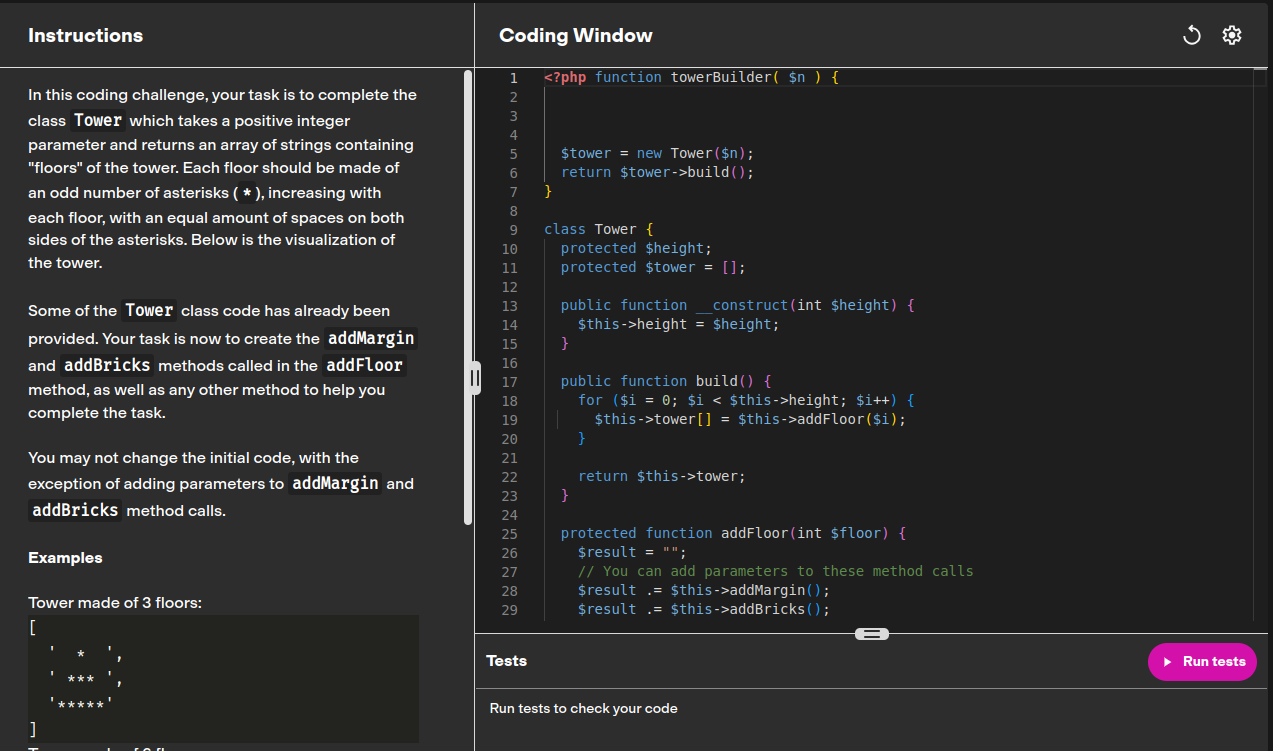 Instructions
In this coding challenge, your task is to complete the
class Tower which takes a positive integer
parameter and returns an array of strings containing
"floors" of the tower. Each floor should be made of
an odd number of asterisks ( * ), increasing with
each floor, with an equal amount of spaces on both
sides of the asterisks. Below is the visualization of
the tower.
Some of the Tower class code has already been
provided. Your task is now to create the addMargin
and addBricks methods called in the addFloor
method, as well as any other method to help you
complete the task.
You may not change the initial code, with the
exception of adding parameters to addMargin and
addBricks method calls.
Examples
Tower made of 3 floors:
[
  '  *  ',
  ' *** ',
  '*****'
]
Coding Window
1 <?php function towerBuilder( $n ) {
2
3
4
5   $tower = new Tower($n);
6   return $tower->build();
7 }
8
9 class Tower {
10   protected $height;
11   protected $tower = [];
12
13   public function __construct(int $height) {
14     $this->height = $height;
15   }
16
17   public function build() {
18     for ($i = 0; $i < $this->height; $i++) {
19       $this->tower[] = $this->addFloor($i);
20     }
21
22     return $this->tower;
23   }
24
25   protected function addFloor(int $floor) {
26     $result = "";
27     // You can add parameters to these method calls
28     $result .= $this->addMargin();
29     $result .= $this->addBricks();
Tests
Run tests
Run tests to check your code